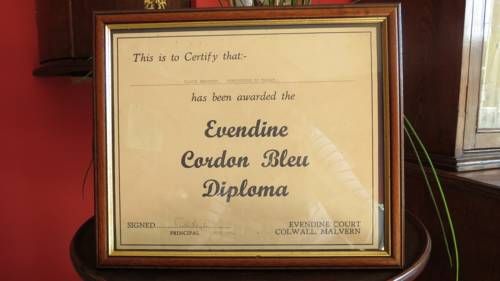 This is to Certify that:-
has been awarded the
Evendine
Cordon Bleu
Diploma
SIGNED
PRINCIPAL
EVENDINE COURT
COLWALL, MALVERN